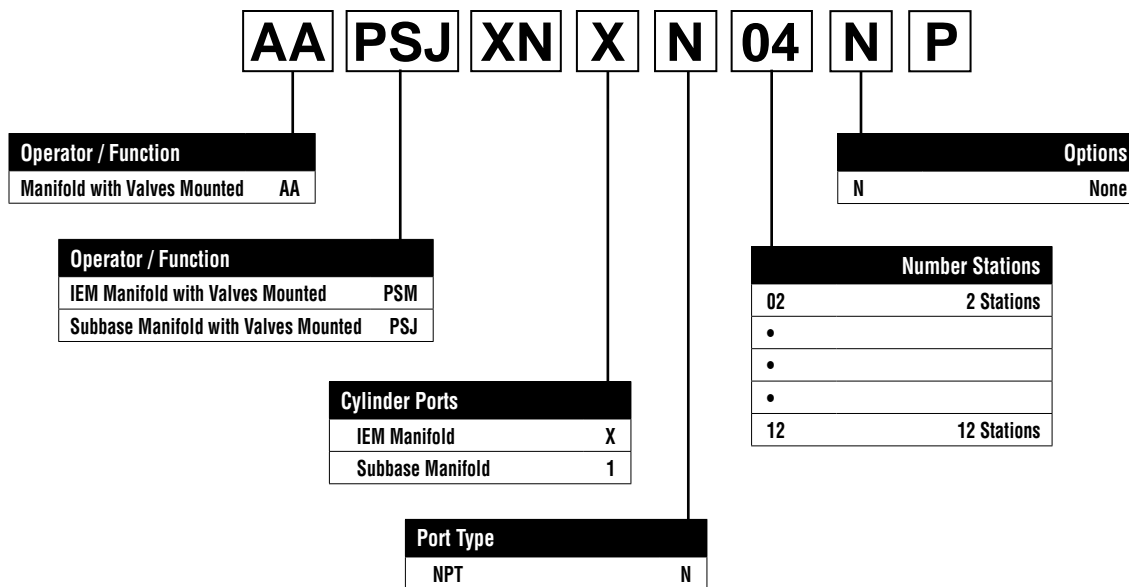 AA PSJ XN X N 04 N P
Operator / Function
Manifold with Valves Mounted AA
Options
N None
Operator / Function
IEM Manifold with Valves Mounted PSM
Subbase Manifold with Valves Mounted PSJ
Number Stations
02 2 Stations
•
•
•
12 12 Stations
Cylinder Ports
IEM Manifold X
Subbase Manifold 1
Port Type
NPT N